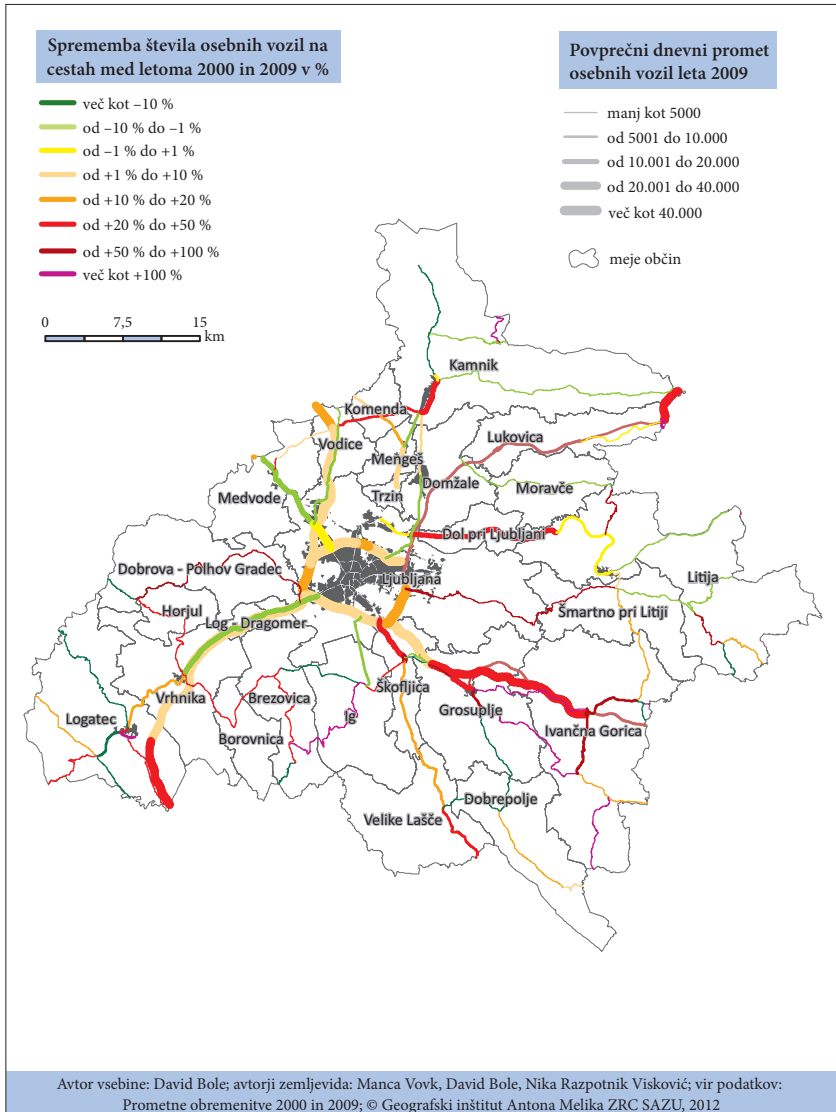 Sprememba števila osebnih vozil na
cestah med letoma 2000 in 2009 v %
več kot –10 %
od –10 % do –1 %
od –1 % do +1 %
od +1 % do +10 %
od +10 % do +20 %
od +20 % do +50 %
od +50 % do +100 %
več kot +100 %
0 7,5 15
km
Povprečni dnevni promet
osebnih vozil leta 2009
manj kot 5000
od 5001 do 10.000
od 10.001 do 20.000
od 20.001 do 40.000
več kot 40.000
meje občin
Kamnik
Komenda
Vodice
Mengeš
Lukovica
Domžale
Moravče
Medvode
Trzin
Dol pri Ljubljani
Dobrova - Polhov Gradec
Ljubljana
Litija
Horjul
Šmartno pri Litiji
Log - Dragomer
Vrhnika
Brezovica
Škofljica
Logatec
Ig
Grosuplje
Borovnica
Ivančna Gorica
Dobrepolje
Velike Lašče
Avtor vsebine: David Bole; avtorji zemljevida: Manca Vovk, David Bole, Nika Razpotnik Visković; vir podatkov:
Prometne obremenitve 2000 in 2009; © Geografski inštitut Antona Melika ZRC SAZU, 2012